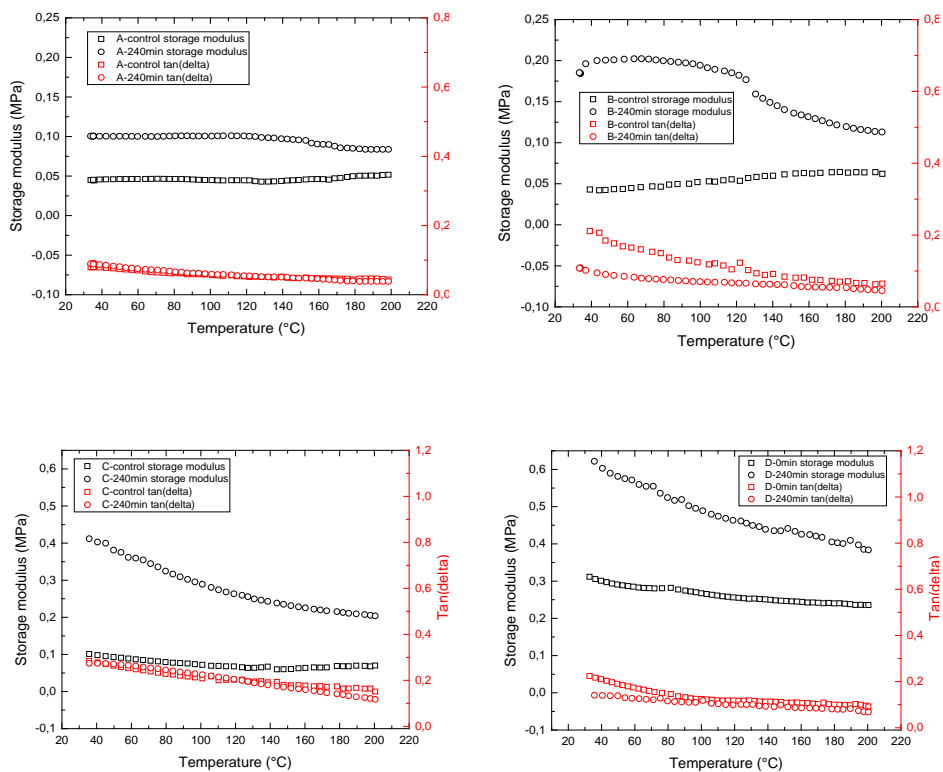 0,25
0,20
0,15
0,10
0,05
0,00
-0,05
-0,10
Storage modulus (MPa)
A-control storage modulus
A-240min storage modulus
A-control tan(delta)
A-240min tan(delta)
0,8
0,6
0,4
0,2
0,0
20 40 60 80 100 120 140 160 180 200 220
Temperature (°C)
0,25
0,20
0,15
0,10
0,05
0,00
-0,05
-0,10
Storage modulus (MPa)
B-control strorage modulus
B-240min storage modulus
B-control tan(delta)
B-240min tan(delta)
0,8
0,6
0,4
0,2
0,0
20 40 60 80 100 120 140 160 180 200 220
Temperature (°C)
0,6
0,5
0,4
0,3
0,2
0,1
0,0
-0,1
Storage modulus (MPa)
C-control storage modulus
C-240min storage modulus
C-control tan(delta)
C-240min tan(delta)
1,2
1,0
0,8
0,6
0,4
0,2
0,0
Tan(delta)
20 40 60 80 100 120 140 160 180 200 220
Temperature (°C)
0,6
0,5
0,4
0,3
0,2
0,1
0,0
-0,1
Storage modulus (MPa)
D-0min storage modulus
D-240min storage modulus
D-0min tan(delta)
D-240min tan(delta)
1,2
1,0
0,8
0,6
0,4
0,2
0,0
Tan(delta)
20 40 60 80 100 120 140 160 180 200 220
Temperature (°C)